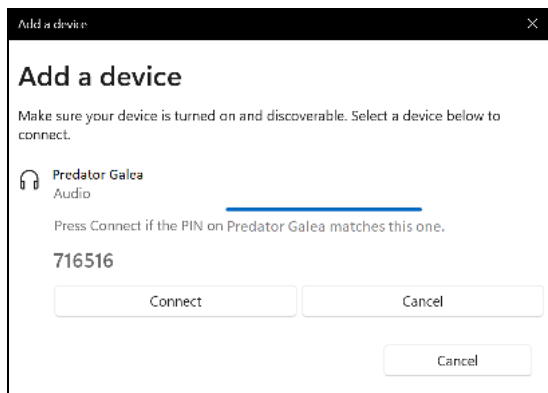 Add a device
Add a device
Make sure your device is turned on and discoverable. Select a device below to
connect.
Predator Galea
Audio
Press Connect if the PIN on Predator Galea matches this one.
716516
Connect
Cancel
Cancel